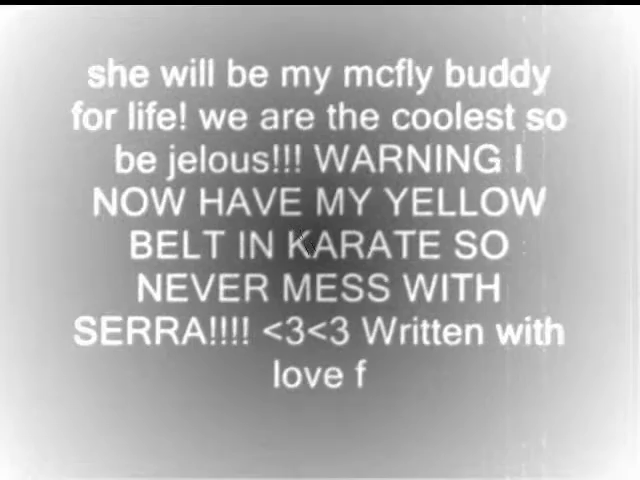 she will be my mcfly buddy
for life! we are the coolest so
be jelous!!! WARNING I
NOW HAVE MY YELLOW
BELT IN KARATE SO
NEVER MESS WITH
SERRA!!!! <3<3 Written with
love f